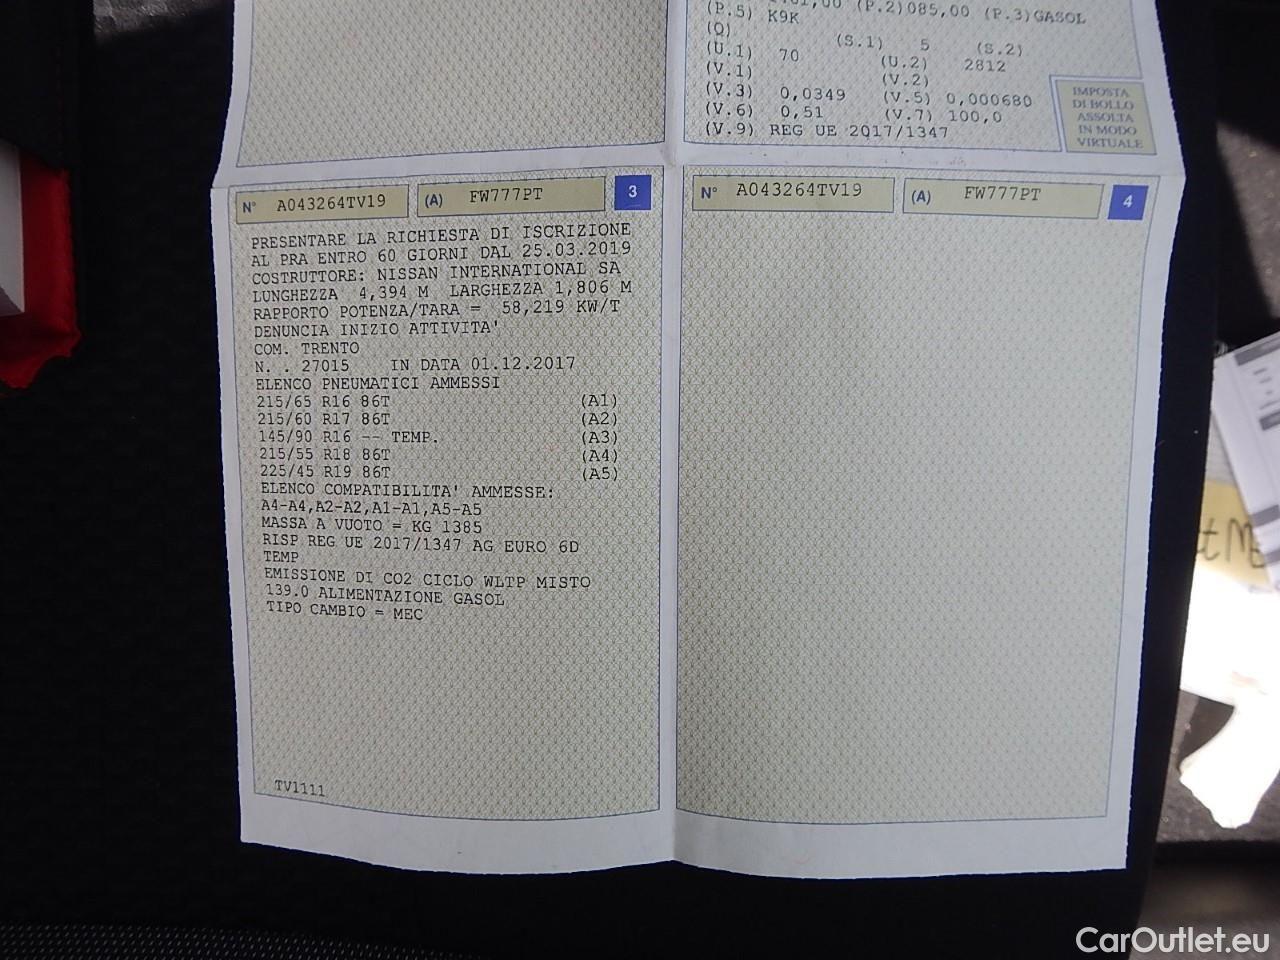 (P.2)085,00 (P.3)GASOL
(P.5) K9K
(Q) (S.1) 5 (S.2)
(U.1) 70 (U.2) 2812
(V.1) (V.2)
(V.3) 0,0349 (V.5) 0,000680
(V.6) 0,51 (V.7) 100,0
(V.9) REG UE 2017/1347
IMPOSTA
DI BOLLO
ASSOLTA
IN MODO
VIRTUALE
N° A043264TV19 (A) FW777PT 3
PRESENTARE LA RICHIESTA DI ISCRIZIONE
AL PRA ENTRO 60 GIORNI DAL 25.03.2019
COSTRUTTORE: NISSAN INTERNATIONAL SA
LUNGHEZZA 4,394 M LARGHEZZA 1,806 M
RAPPORTO POTENZA/TARA = 58,219 KW/T
DENUNCIA INIZIO ATTIVITA'
COM. TRENTO
N. . 27015 IN DATA 01.12.2017
ELENCO PNEUMATICI AMMESSI
215/65 R16 86T (A1)
215/60 R17 86T (A2)
145/90 R16 -- TEMP. (A3)
215/55 R18 86T (A4)
225/45 R19 86T (A5)
ELENCO COMPATIBILITA' AMMESSE:
A4-A4,A2-A2,A1-A1,A5-A5
MASSA A VUOTO = KG 1385
RISP REG UE 2017/1347 AG EURO 6D
TEMP
EMISSIONE DI CO2 CICLO WLTP MISTO
139.0 ALIMENTAZIONE GASOL
TIPO CAMBIO = MEC
TV1111
N° A043264TV19 (A) FW777PT 4
CarOutlet.eu